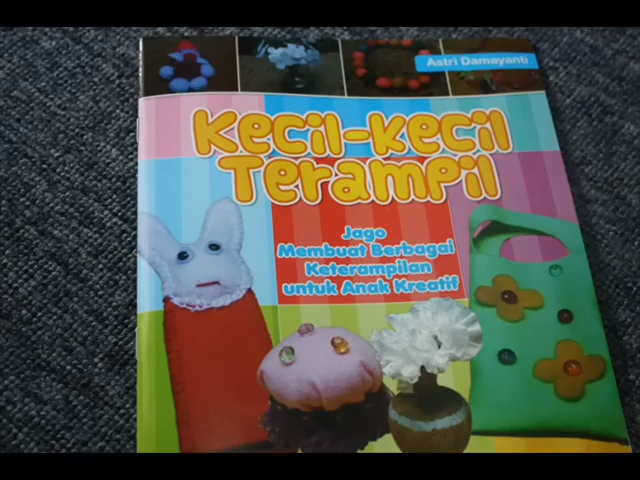 Astri Damayanti
Kecil-kecil
Terampil
Jago
Membuat Berbagai
Keterampilan
untuk Anak Kreatif